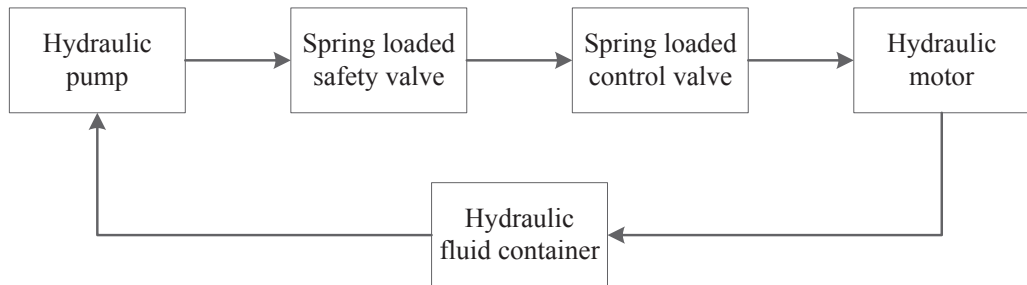 Hydraulic
pump
Spring loaded
safety valve
Spring loaded
control valve
Hydraulic
motor
Hydraulic
fluid container